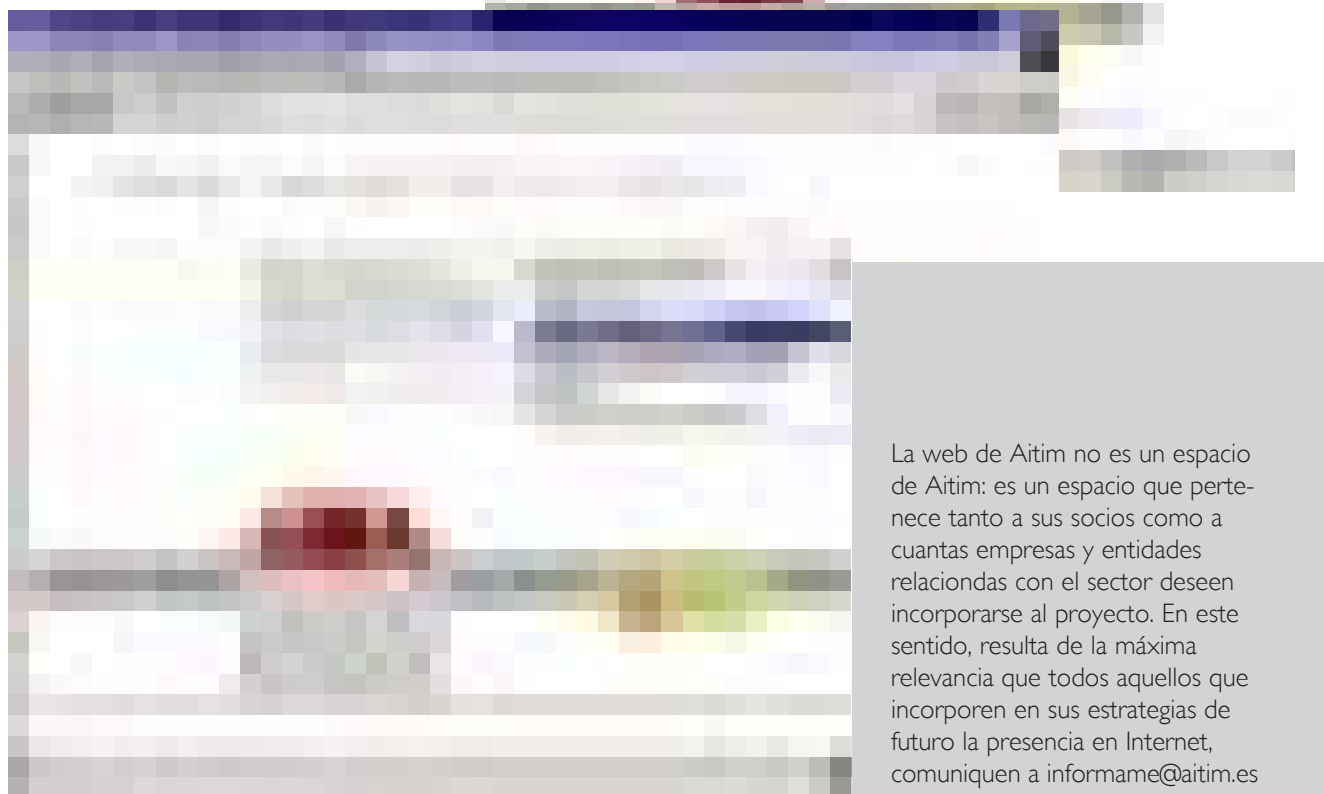 La web de Aitim no es un espacio
de Aitim: es un espacio que perte-
nece tanto a sus socios como a
cuantas empresas y entidades
relaciondas con el sector deseen
incorporarse al proyecto. En este
sentido, resulta de la máxima
relevancia que todos aquellos que
incorporen en sus estrategias de
futuro la presencia en Internet,
comuniquen a informame@aitim.es